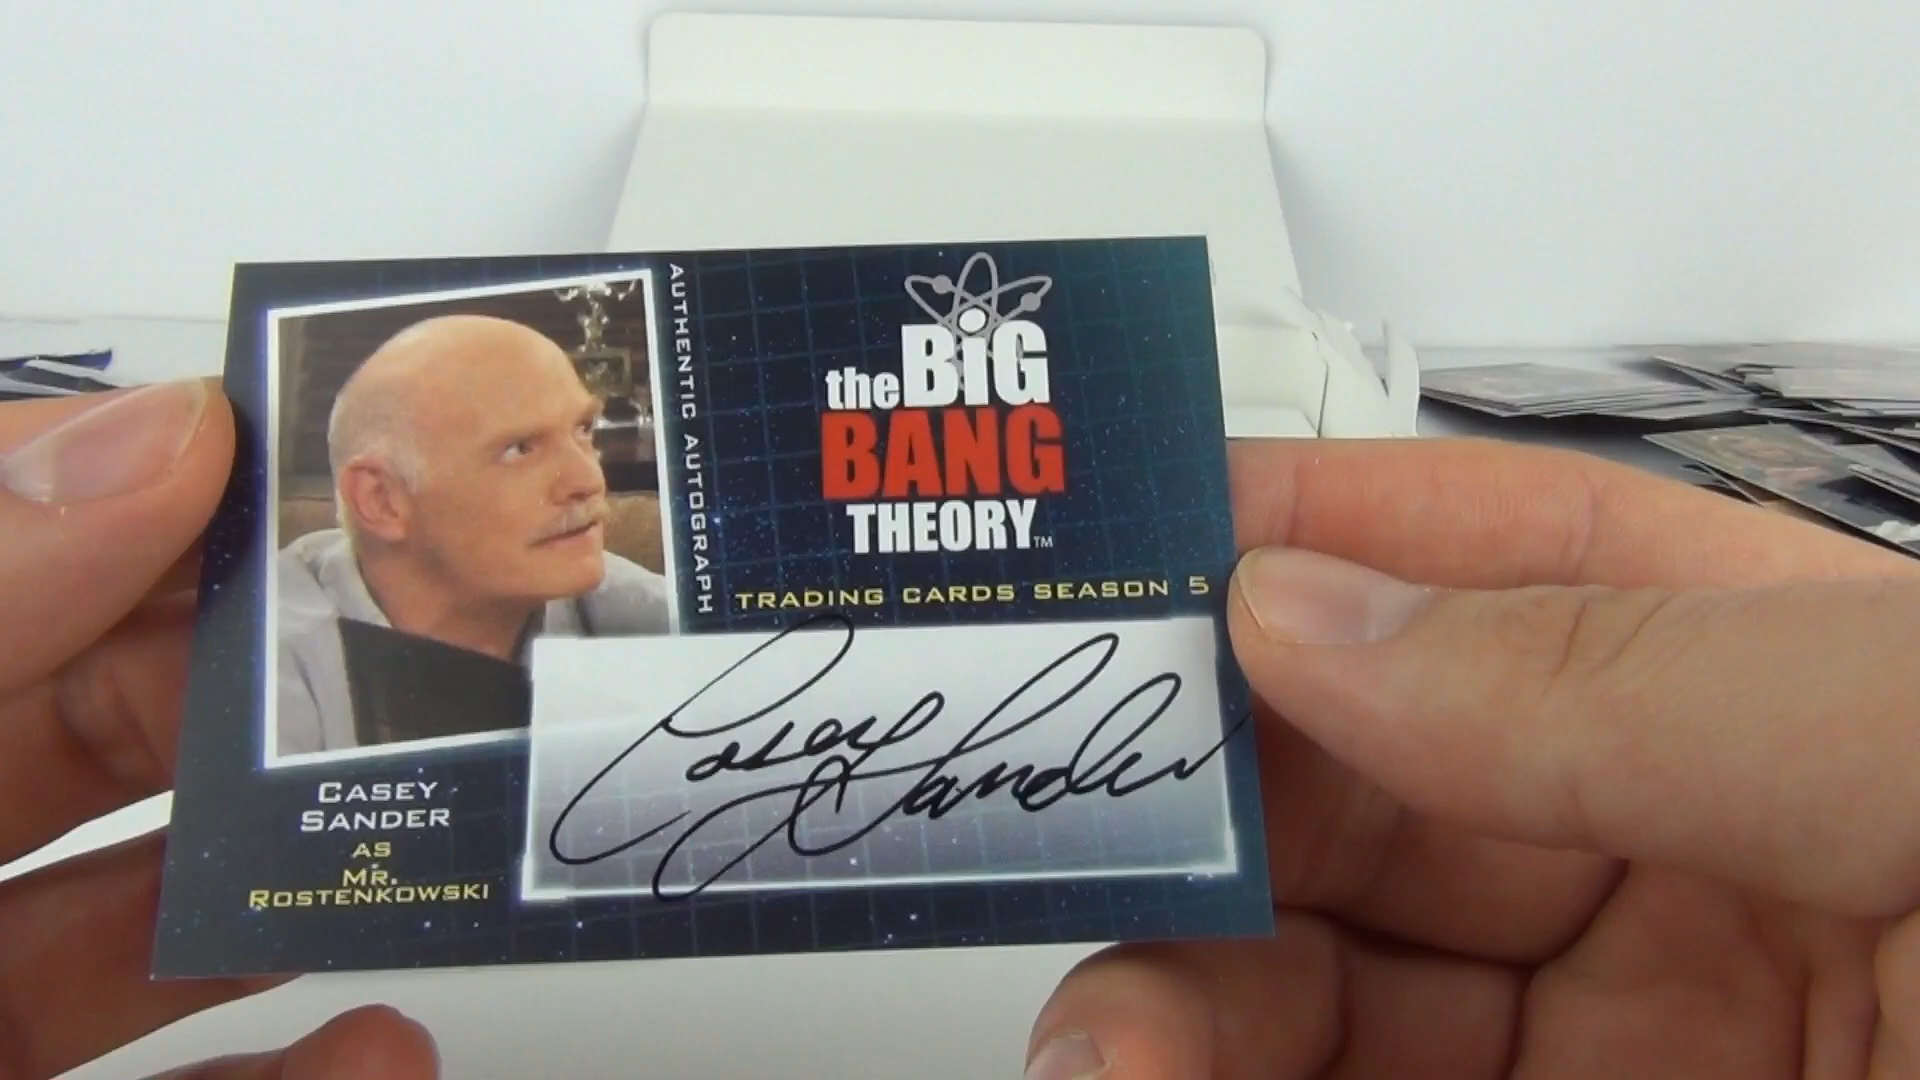 AUTHENTIC AUTOGRAPH
the BiG
BANG
THEORY™
TRADING CARDS SEASON 5
Casey Sander
CASEY
SANDER
AS
MR.
ROSTENKOWSKI